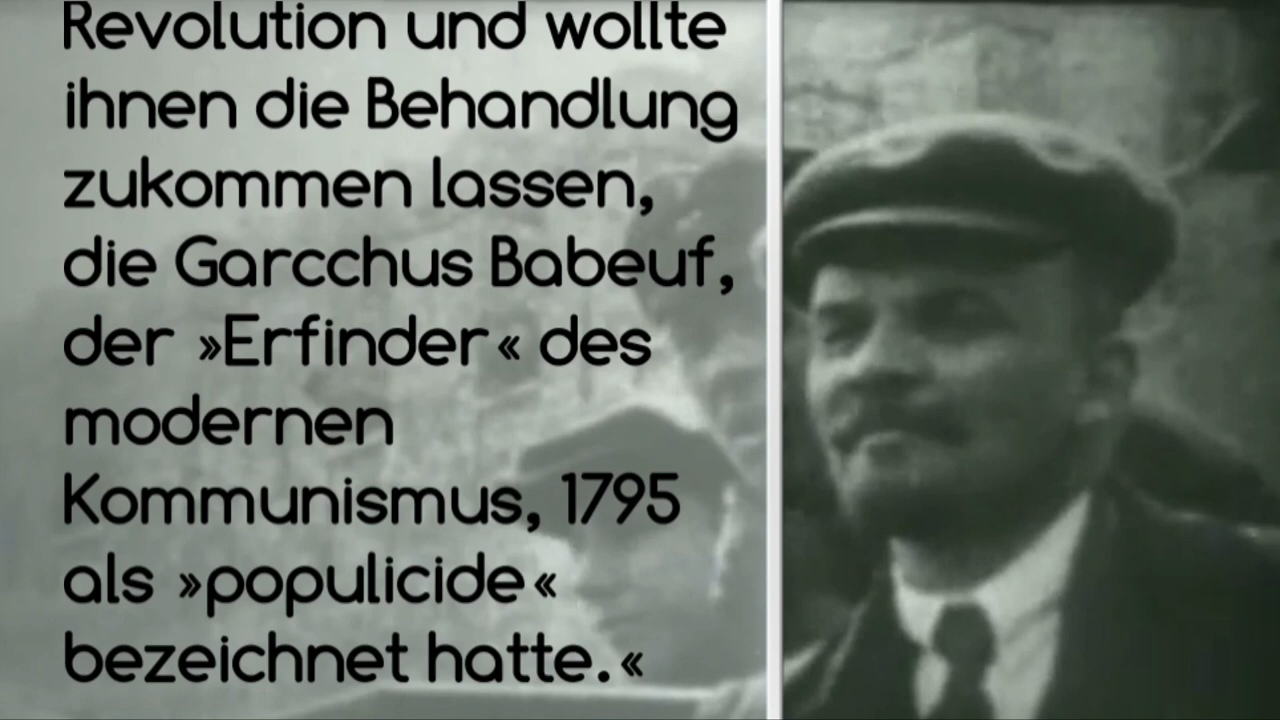 Revolution und wollte
ihnen die Behandlung
zukommen lassen,
die Garcchus Babeuf,
der »Erfinder« des
modernen
Kommunismus, 1795
als »populicide«
bezeichnet hatte.«